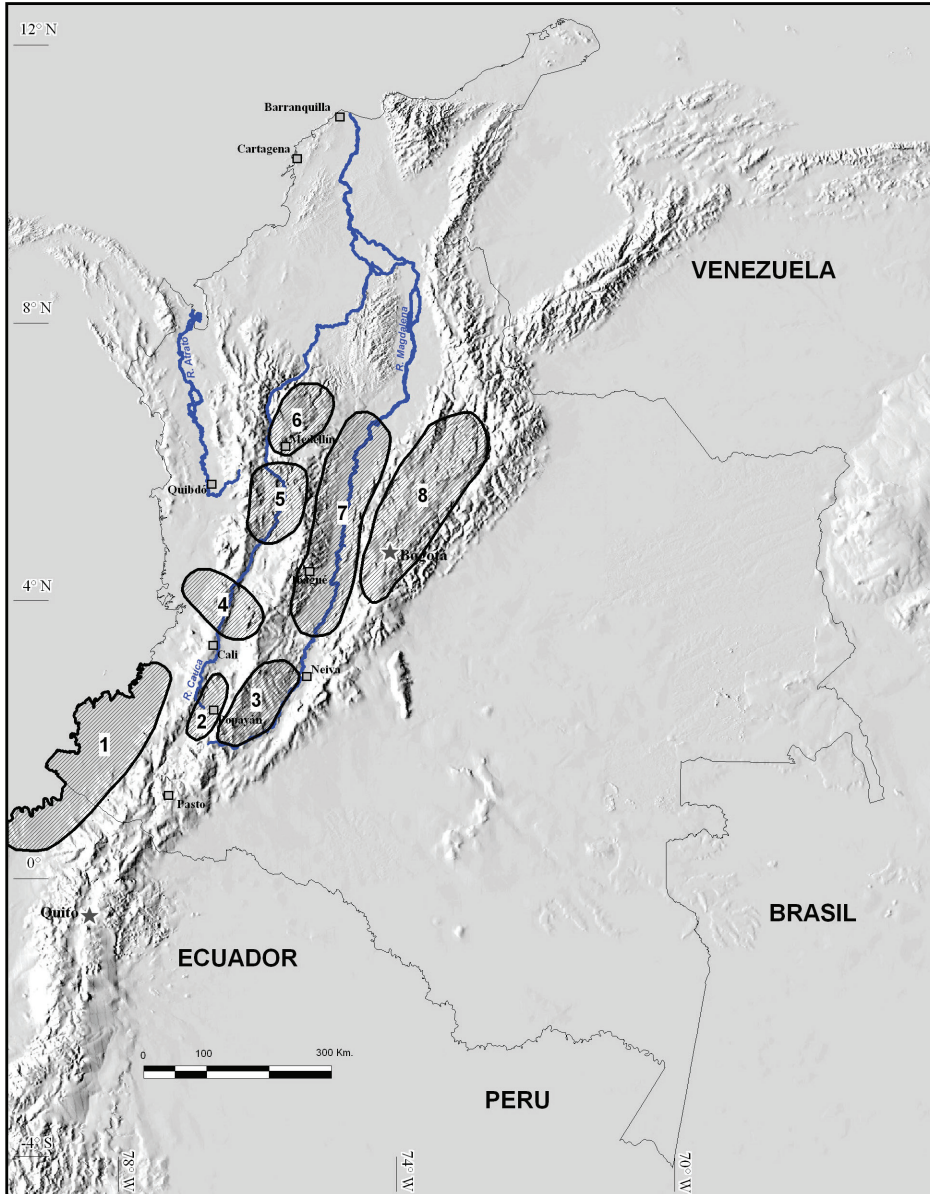 12° N
Barranquilla
Cartagena
VENEZUELA
8° N
R. Atrato
R. Magdalena
6
Medellín
Quibdó
5
8
7
Bogotá
Ibagué
4° N
4
Cali
Neiva
R. Cauca
3
2
Popayán
1
Pasto
0°
Quito
BRASIL
ECUADOR
0
100
300 Km.
PERU
-4° S
78° W
74° W
70° W